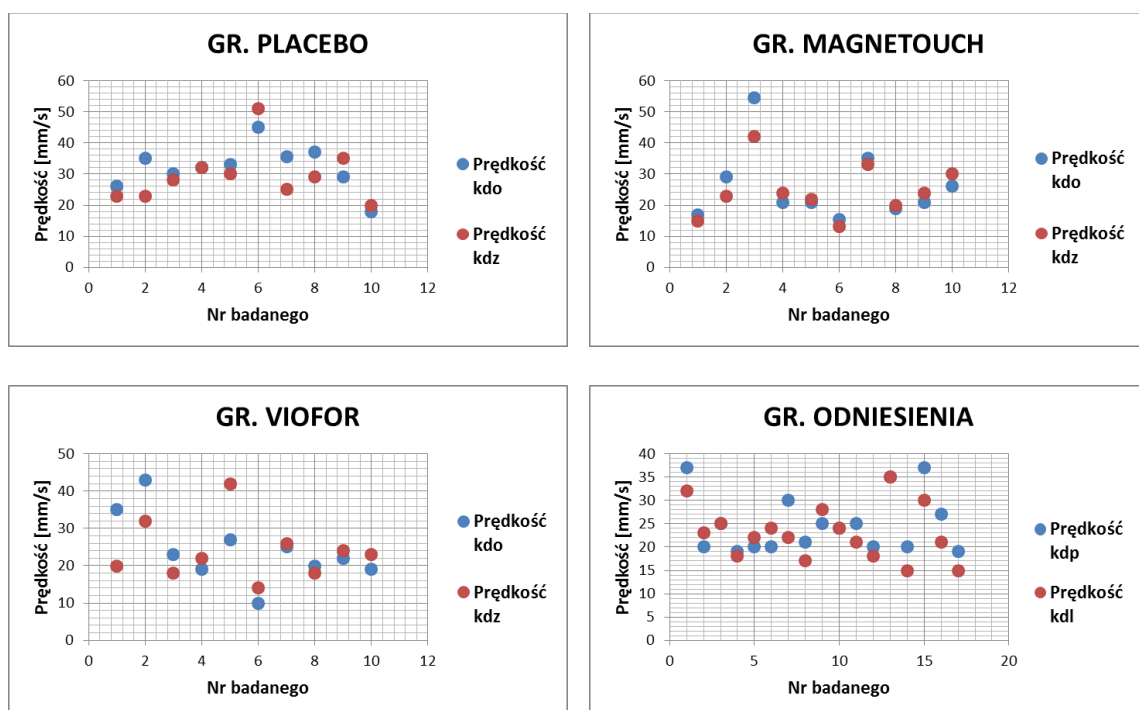 GR. PLACEBO
Prędkość [mm/s]
60
50
40
30
20
10
0
0 2 4 6 8 10 12
Nr badanego
Prędkość
kdo
Prędkość
kdz
GR. MAGNETOUCH
Prędkość [mm/s]
60
50
40
30
20
10
0
0 2 4 6 8 10 12
Nr badanego
Prędkość
kdo
Prędkość
kdz
GR. VIOFOR
Prędkość [mm/s]
50
40
30
20
10
0
0 2 4 6 8 10 12
Nr badanego
Prędkość
kdo
Prędkość
kdz
GR. ODNIESIENIA
Prędkość [mm/s]
40
35
30
25
20
15
10
5
0
0 5 10 15 20
Nr badanego
Prędkość
kdp
Prędkość
kdl